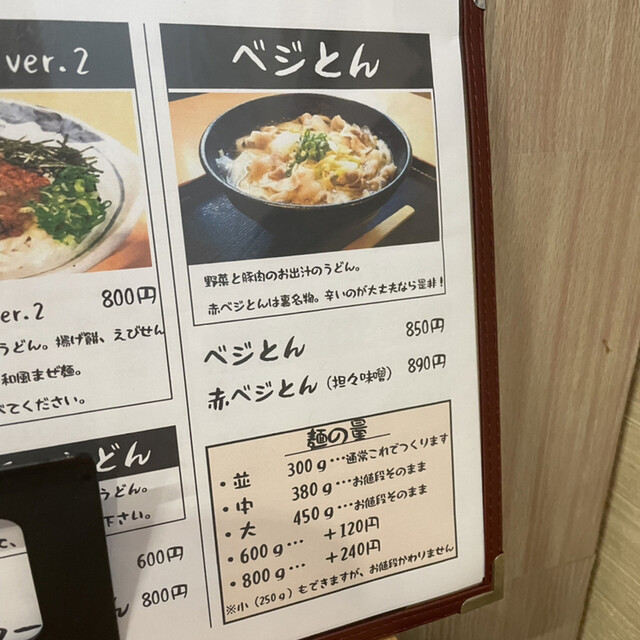 ver.2
er.2 800円
うどん。揚げ餅、えびせん
和風まぜ麺。
べてください。
うどん
うどん。
下さい。
600円
800円
ベジとん
野菜と豚肉のお出汁のうどん。
赤ベジとんは裏名物。辛いのが大丈夫なら是非!
ベジとん 850円
赤ベジとん(担々味噌) 890円
麺の量
・並 300g…通常これでつくります
・中 380g…お値段そのまま
・大 450g…お値段そのまま
・600g… +120円
・800g… +240円
※小(250g)もできますが、お値段かわりません